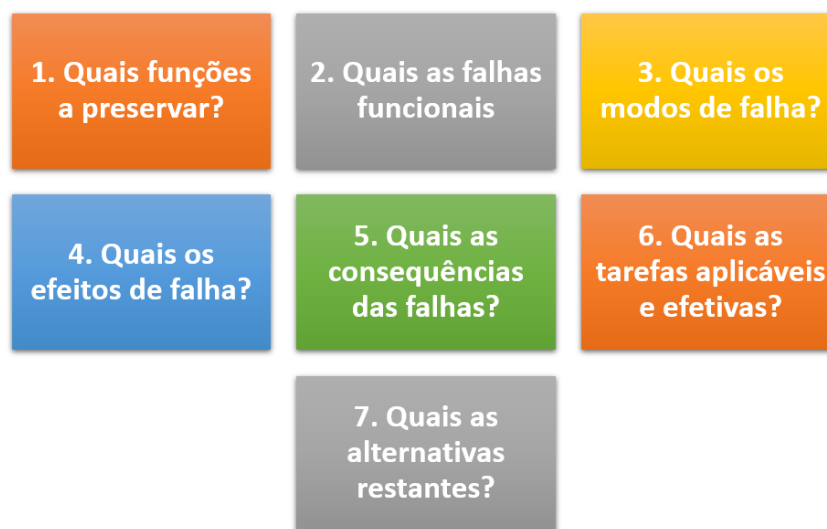 1. Quais funções
a preservar?
2. Quais as falhas
funcionais
3. Quais os
modos de falha?
4. Quais os
efeitos de falha?
5. Quais as
consequências
das falhas?
6. Quais as
tarefas aplicáveis
e efetivas?
7. Quais as
alternativas
restantes?